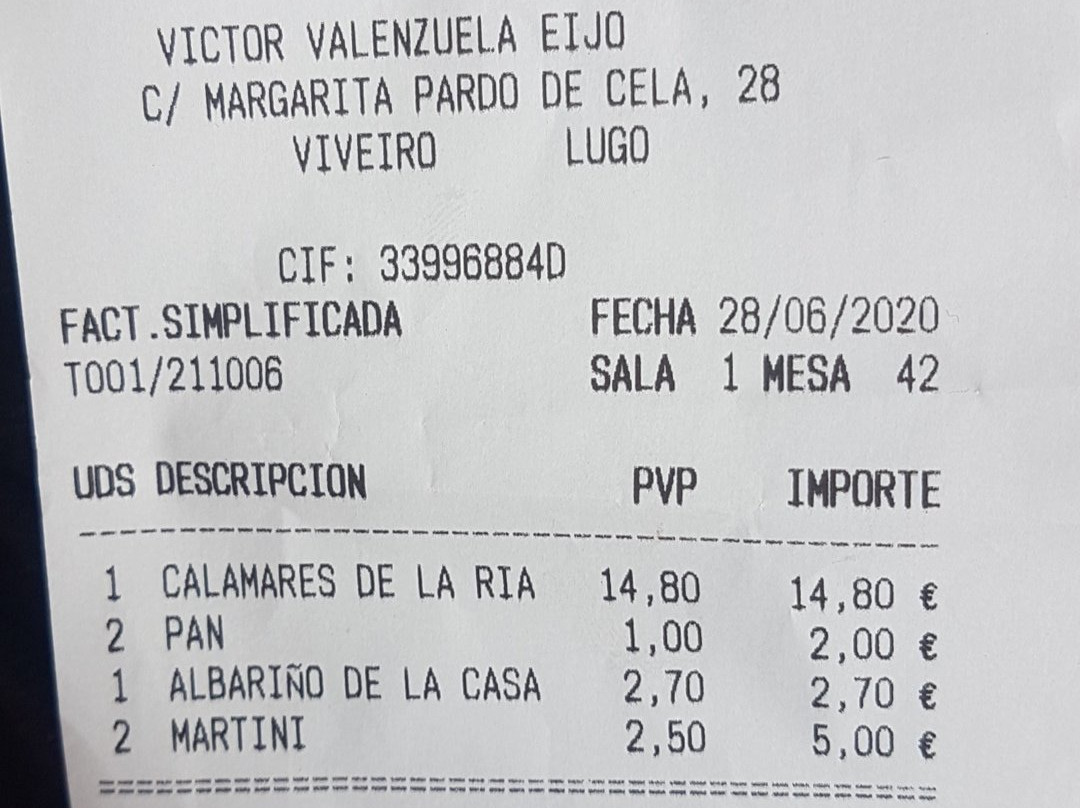 VICTOR VALENZUELA EIJO
C/ MARGARITA PARDO DE CELA, 28
VIVEIRO LUGO
CIF: 33996884D
FACT.SIMPLIFICADA FECHA 28/06/2020
T001/211006 SALA 1 MESA 42
UDS DESCRIPCION PVP IMPORTE
1 CALAMARES DE LA RIA 14,80 14,80 €
2 PAN 1,00 2,00 €
1 ALBARIÑO DE LA CASA 2,70 2,70 €
2 MARTINI 2,50 5,00 €